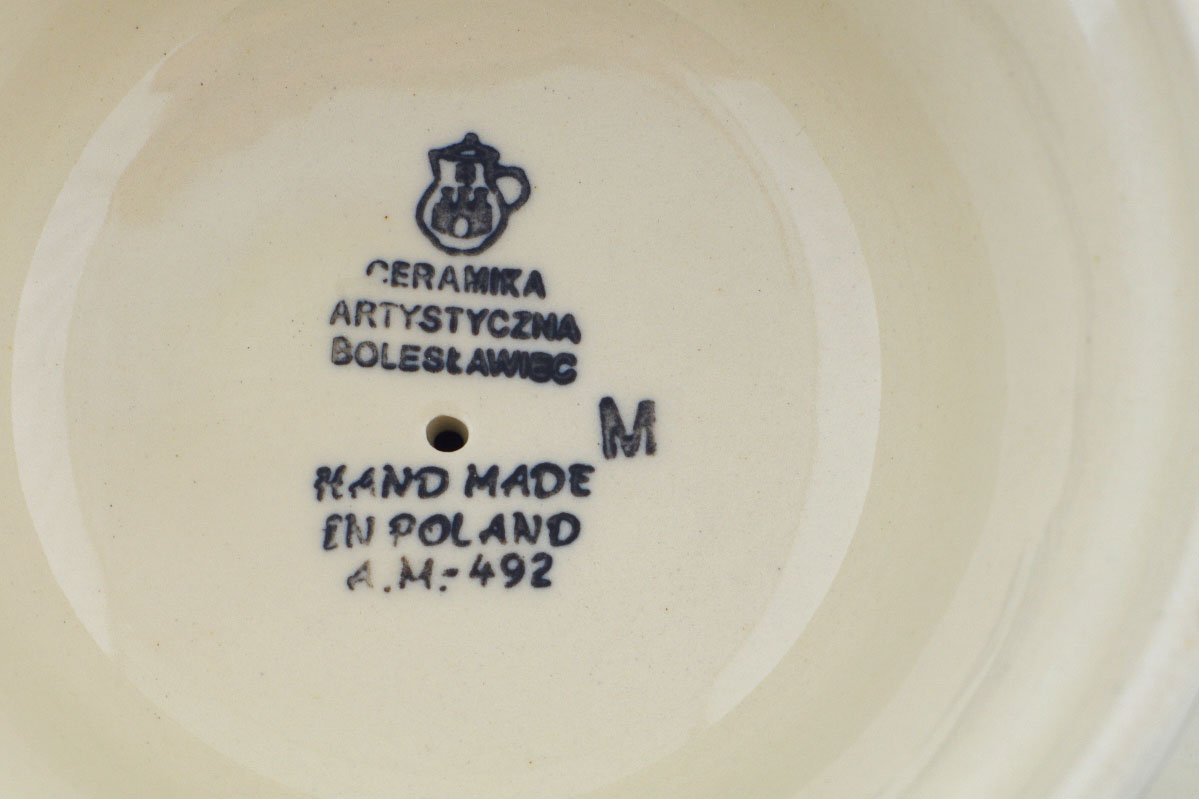 CERAMIKA
ARTYSTYCZNA
BOLESŁAWIEC
M
HAND MADE
IN POLAND
A.M.-492